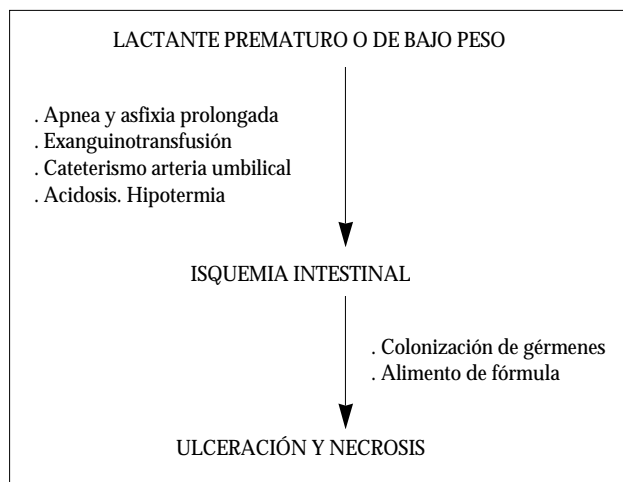 LACTANTE PREMATURO O DE BAJO PESO
. Apnea y asfixia prolongada
. Exanguinotransfusión
. Cateterismo arteria umbilical
. Acidosis. Hipotermia
ISQUEMIA INTESTINAL
. Colonización de gérmenes
. Alimento de fórmula
ULCERACIÓN Y NECROSIS